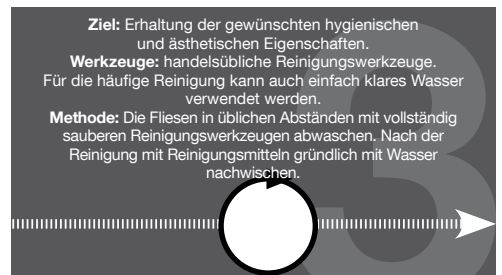 Ziel: Erhaltung der gewünschten hygienischen
und ästhetischen Eigenschaften.
Werkzeuge: handelsübliche Reinigungswerkzeuge.
Für die häufige Reinigung kann auch einfach klares Wasser
verwendet werden.
Methode: Die Fliesen in üblichen Abständen mit vollständig
sauberen Reinigungswerkzeugen abwaschen. Nach der
Reinigung mit Reinigungsmitteln gründlich mit Wasser
nachwischen.
3